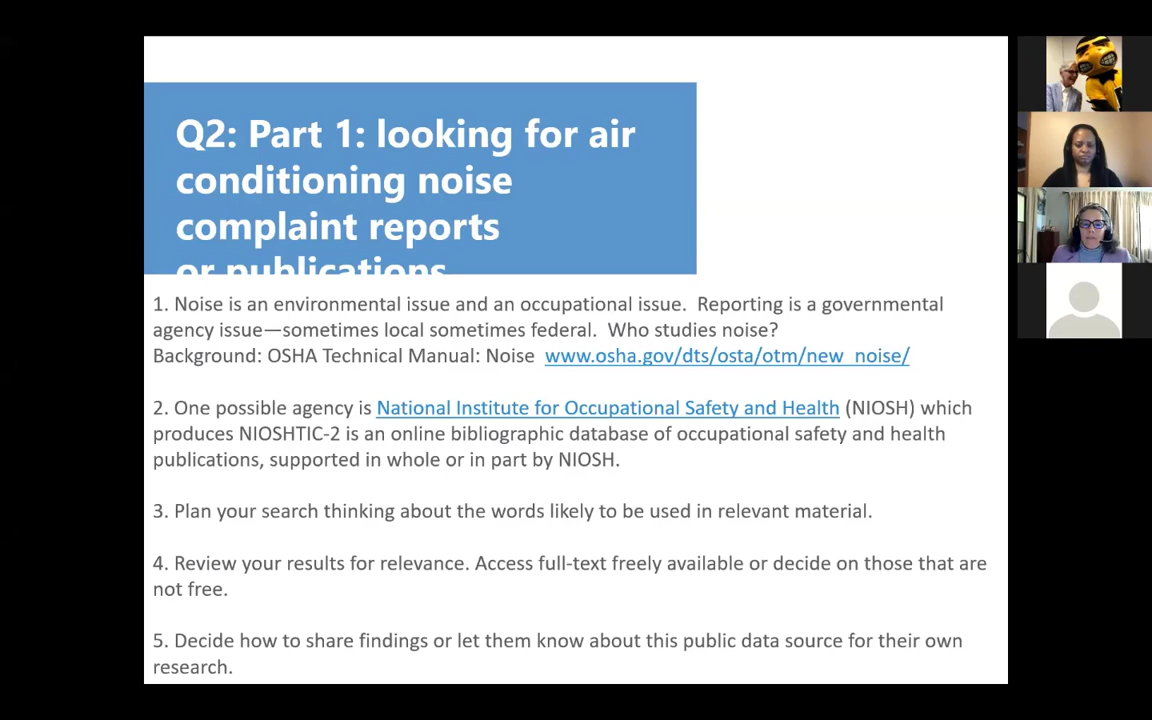 Q2: Part 1: looking for air
conditioning noise
complaint reports
or publications
1. Noise is an environmental issue and an occupational issue.  Reporting is a governmental
agency issue—sometimes local sometimes federal.  Who studies noise?
Background: OSHA Technical Manual: Noise  www.osha.gov/dts/osta/otm/new_noise/
2. One possible agency is National Institute for Occupational Safety and Health (NIOSH) which
produces NIOSHTIC-2 is an online bibliographic database of occupational safety and health
publications, supported in whole or in part by NIOSH.
3. Plan your search thinking about the words likely to be used in relevant material.
4. Review your results for relevance. Access full-text freely available or decide on those that are
not free.
5. Decide how to share findings or let them know about this public data source for their own
research.